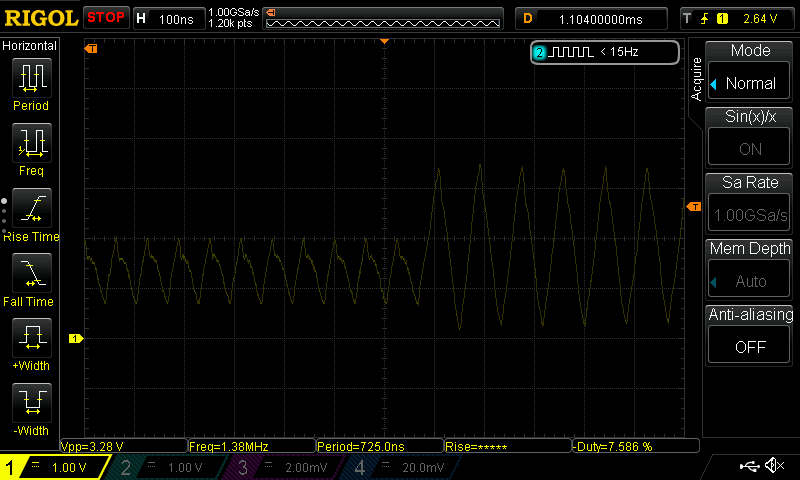 RIGOL STOP H 100ns 1.00GSa/s D 1.10400000ms T 1 2.64 V
1.20k pts
Horizontal
Period
Freq
Rise Time
Fall Time
+Width
-Width
T
2 < 15Hz
T
1
Acquire
Mode
Normal
Sin(x)/x
ON
Sa Rate
1.00GSa/s
Mem Depth
Auto
Anti-aliasing
OFF
Vpp=3.28 V Freq=1.38MHz Period=725.0ns Rise=***** -Duty=7.586 %
1 1.00 V 2 1.00 V 3 2.00mV 4 20.0mV